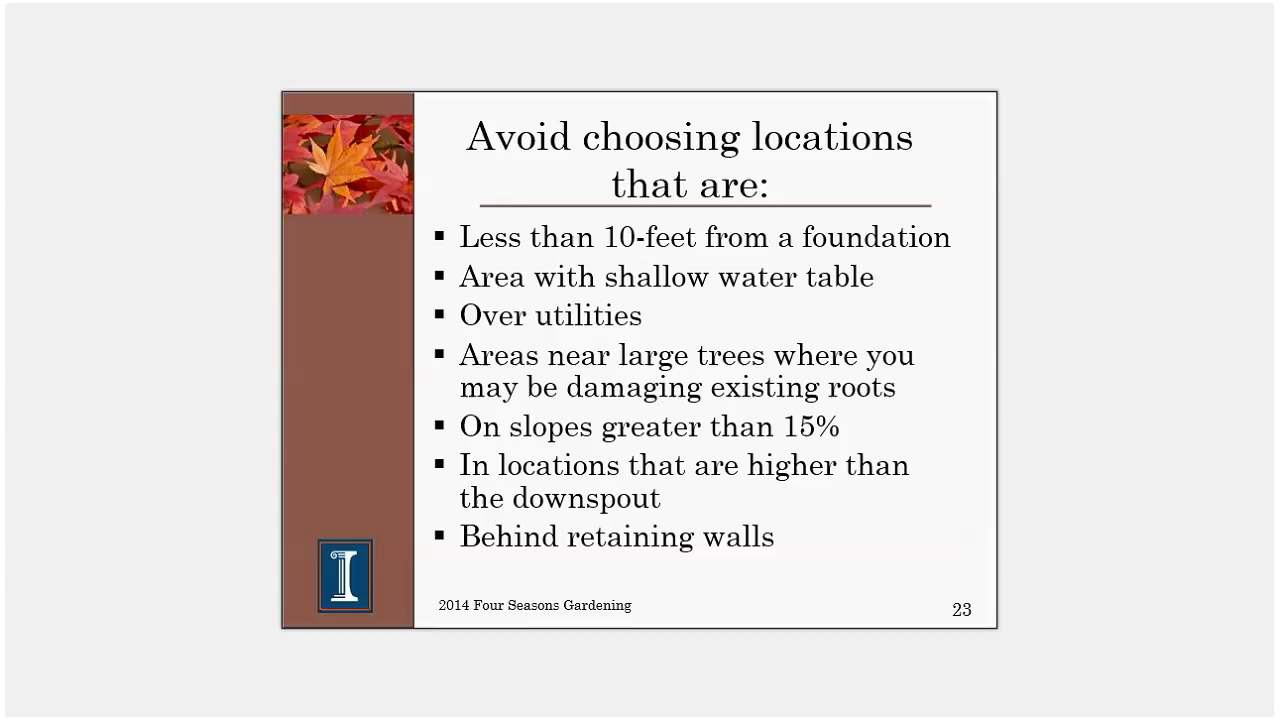 Avoid choosing locations
that are:
▪ Less than 10-feet from a foundation
▪ Area with shallow water table
▪ Over utilities
▪ Areas near large trees where you
may be damaging existing roots
▪ On slopes greater than 15%
▪ In locations that are higher than
the downspout
▪ Behind retaining walls
I
2014 Four Seasons Gardening
23